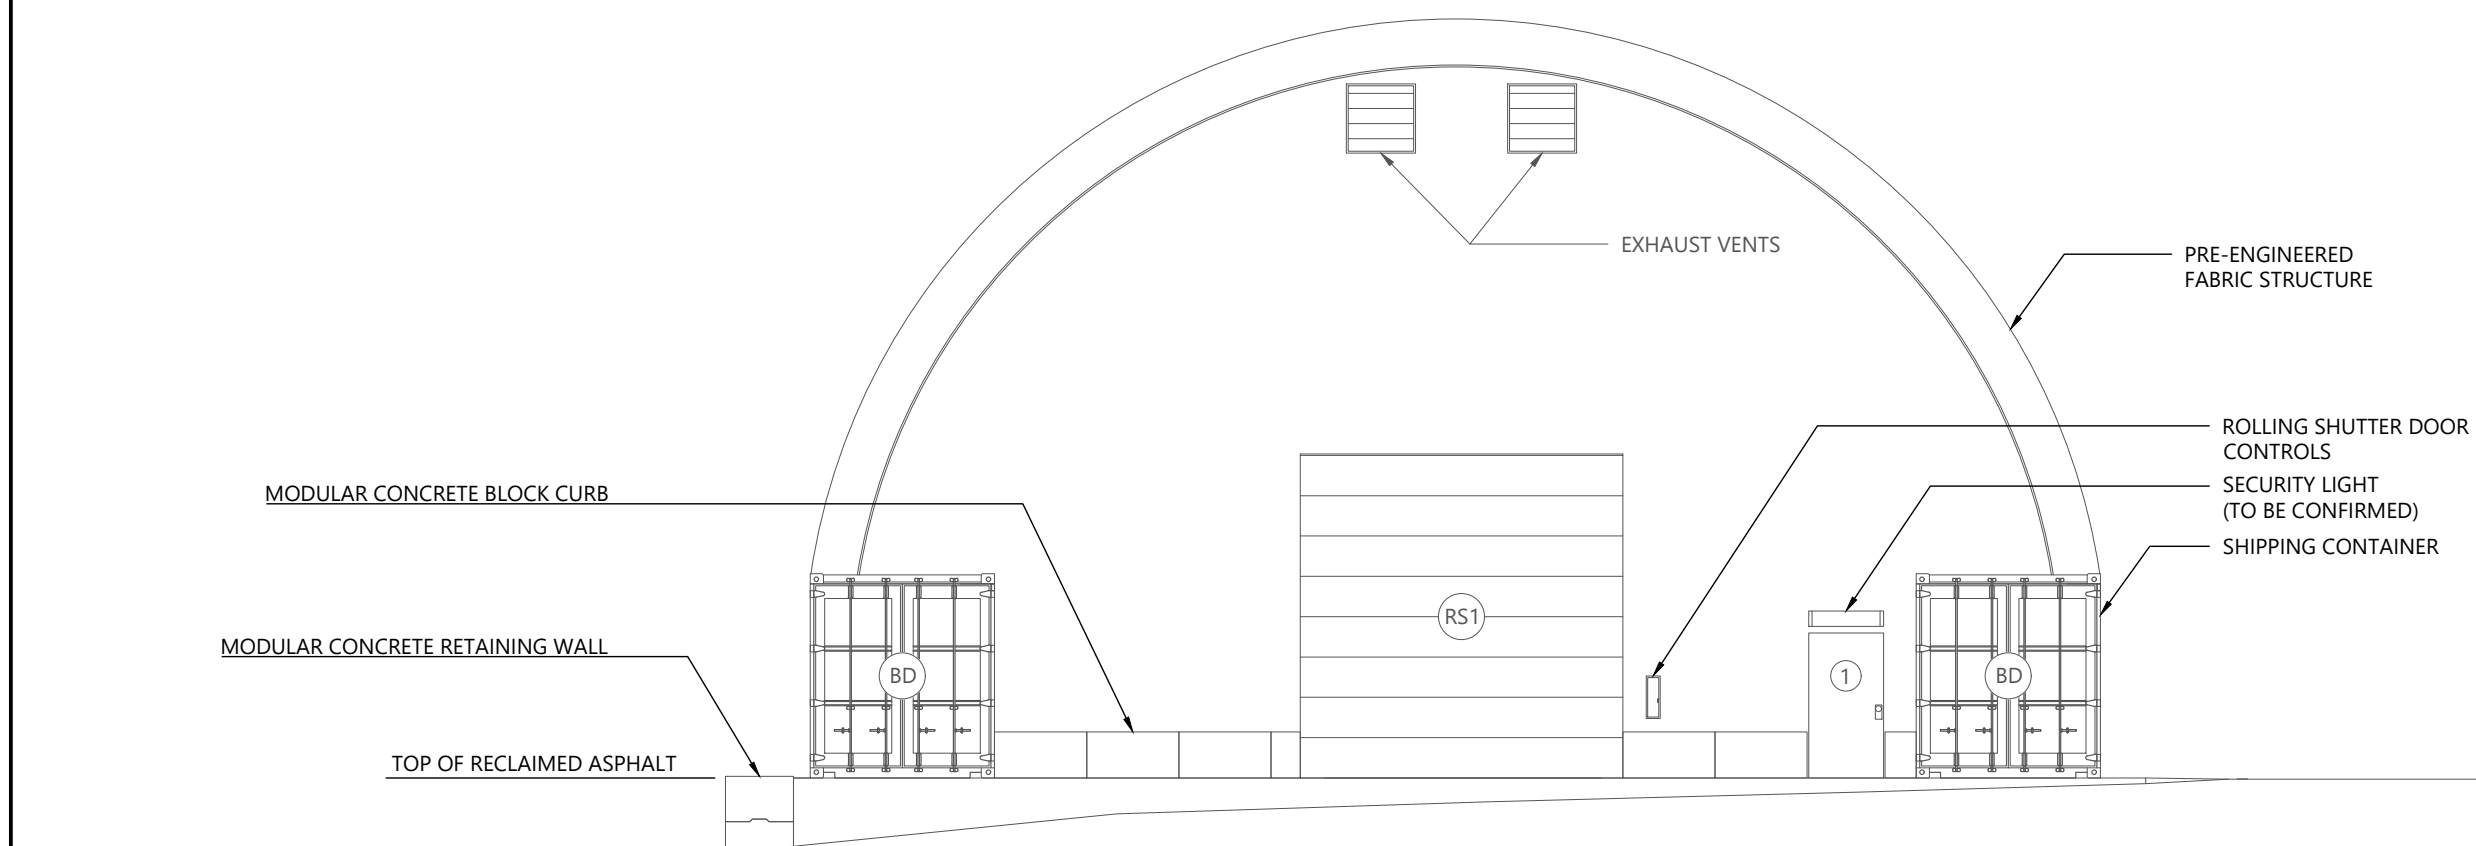 EXHAUST VENTS
PRE-ENGINEERED
FABRIC STRUCTURE
ROLLING SHUTTER DOOR
CONTROLS
MODULAR CONCRETE BLOCK CURB
SECURITY LIGHT
(TO BE CONFIRMED)
SHIPPING CONTAINER
RS1
MODULAR CONCRETE RETAINING WALL
BD
1
BD
TOP OF RECLAIMED ASPHALT